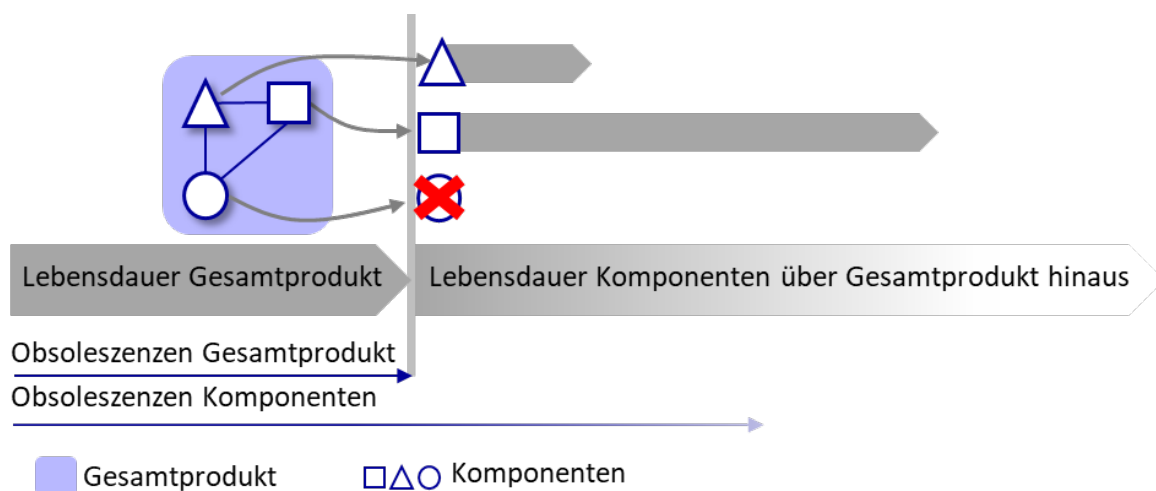 Lebensdauer Gesamtprodukt
Lebensdauer Komponenten über Gesamtprodukt hinaus
Obsoleszenzen Gesamtprodukt
Obsoleszenzen Komponenten
Gesamtprodukt
Komponenten